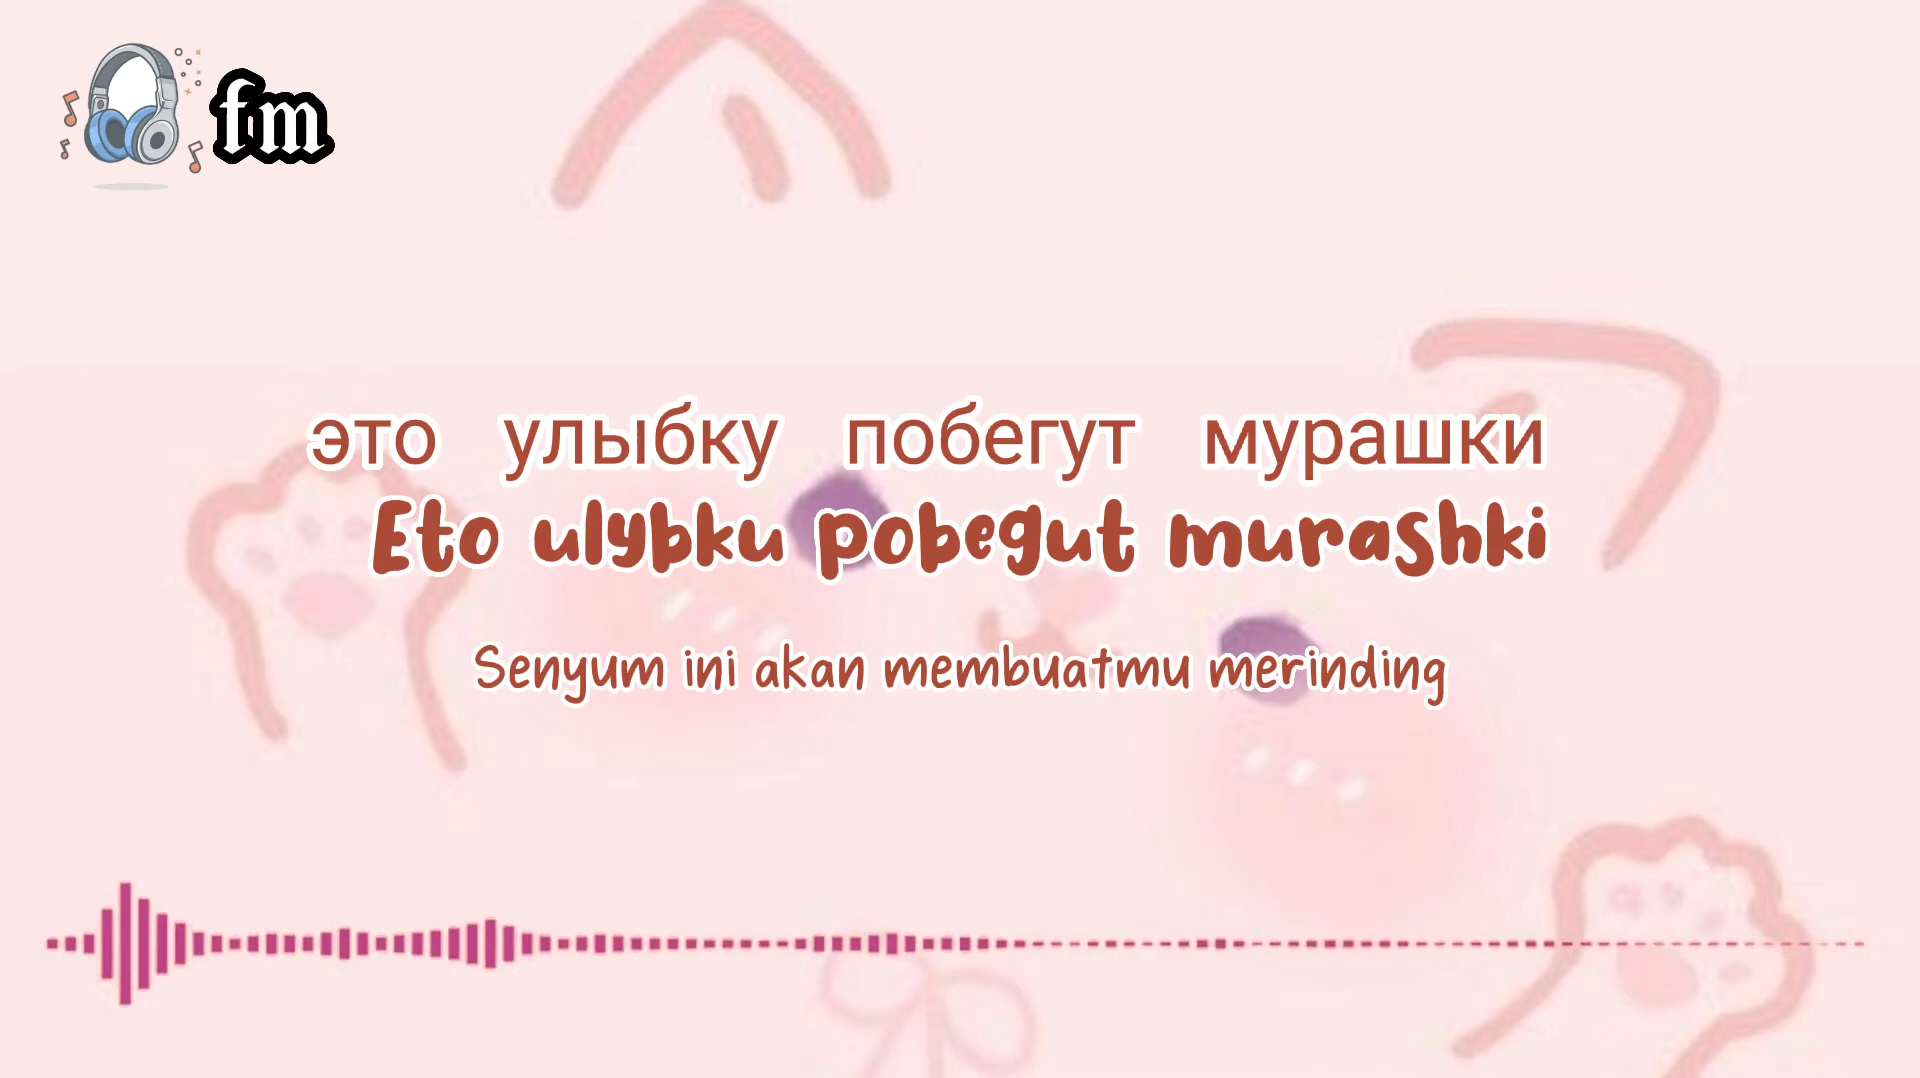 fm
это улыбку побегут мурашки
Eto ulybku pobegut murashki
Senyum ini akan membuatmu merinding